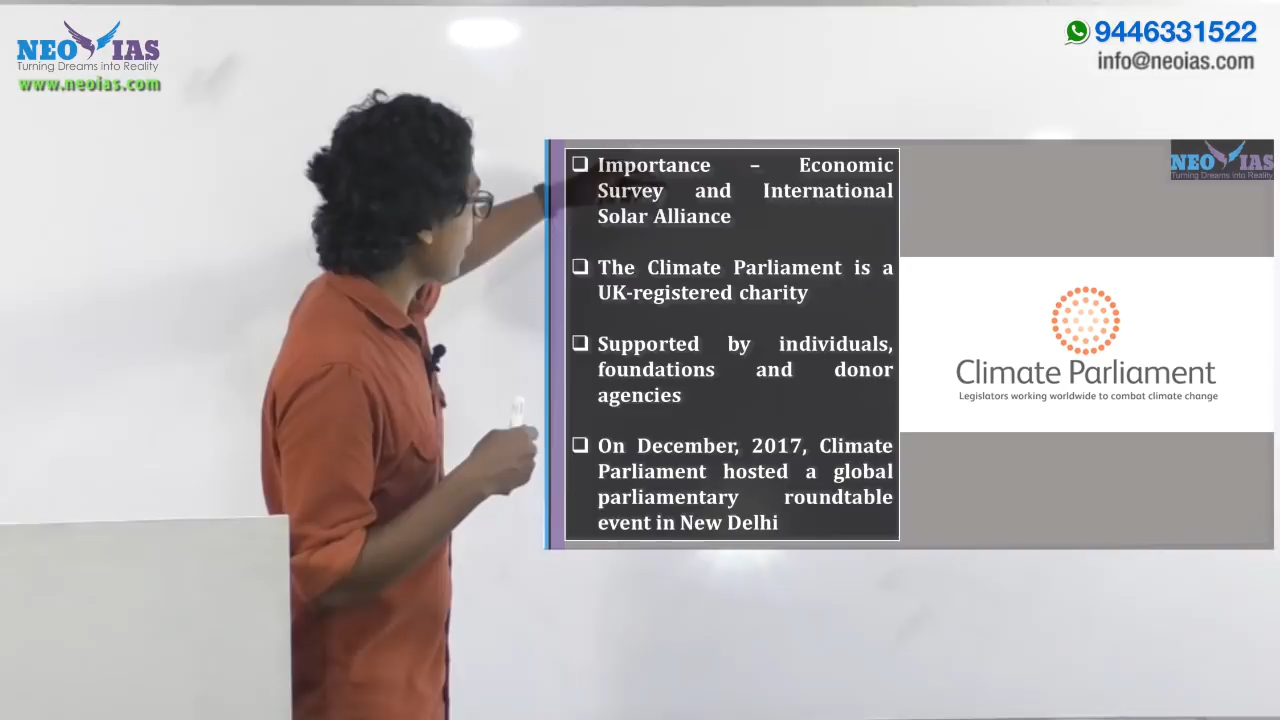 NEO IAS
Turning Dreams into Reality
www.neoias.com
9446331522
info@neoias.com
Importance – Economic
Survey and International
Solar Alliance
The Climate Parliament is a
UK-registered charity
Supported by individuals,
foundations and donor
agencies
On December, 2017, Climate
Parliament hosted a global
parliamentary roundtable
event in New Delhi
NEO IAS
Turning Dreams into Reality
Climate Parliament
Legislators working worldwide to combat climate change